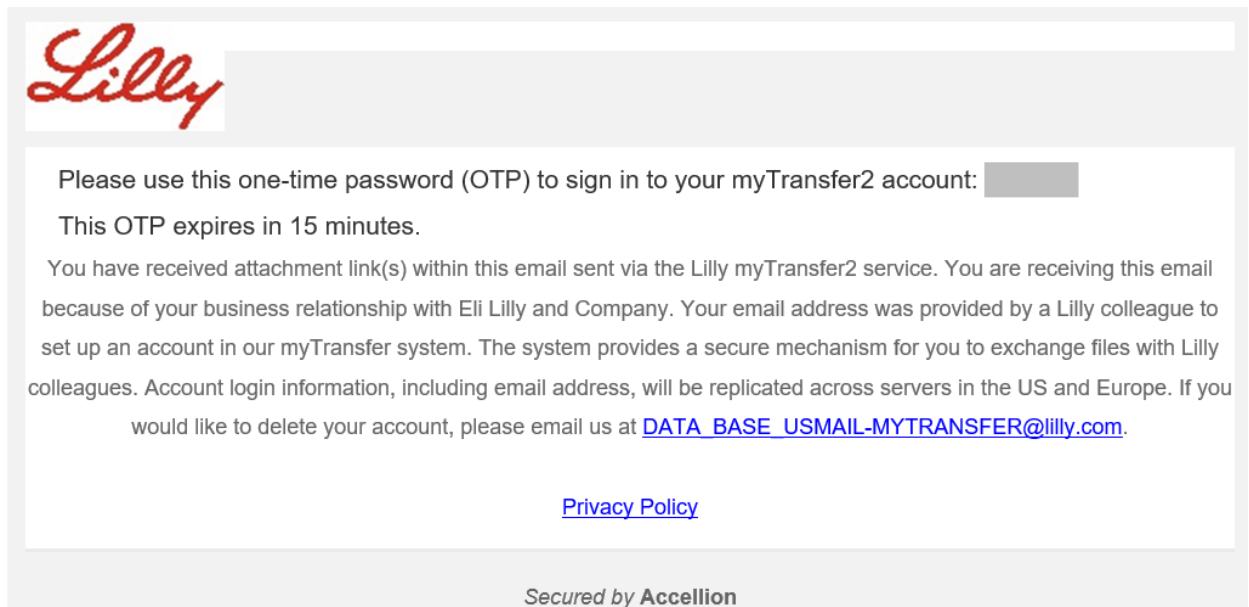 Lilly
Please use this one-time password (OTP) to sign in to your myTransfer2 account:
This OTP expires in 15 minutes.
You have received attachment link(s) within this email sent via the Lilly myTransfer2 service. You are receiving this email
because of your business relationship with Eli Lilly and Company. Your email address was provided by a Lilly colleague to
set up an account in our myTransfer system. The system provides a secure mechanism for you to exchange files with Lilly
colleagues. Account login information, including email address, will be replicated across servers in the US and Europe. If you
would like to delete your account, please email us at DATA_BASE_USMAIL-MYTRANSFER@lilly.com.
Privacy Policy
Secured by Accellion